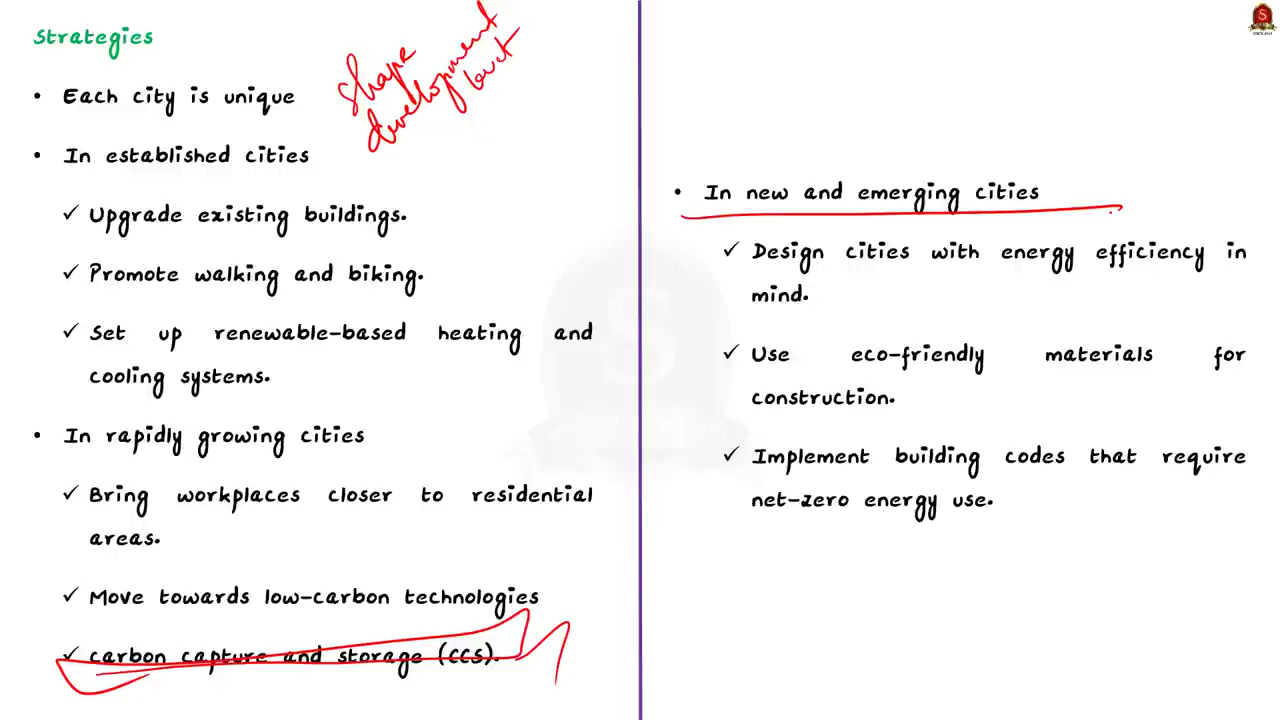 Strategies
• Each city is unique
shape
development
level
• In established cities
✓ Upgrade existing buildings.
✓ Promote walking and biking.
✓ Set up renewable-based heating and
cooling systems.
• In rapidly growing cities
✓ Bring workplaces closer to residential
areas.
✓ Move towards low-carbon technologies
✓ carbon capture and storage (CCS).
• In new and emerging cities
✓ Design cities with energy efficiency in
mind.
✓ Use eco-friendly materials for
construction.
✓ Implement building codes that require
net-zero energy use.